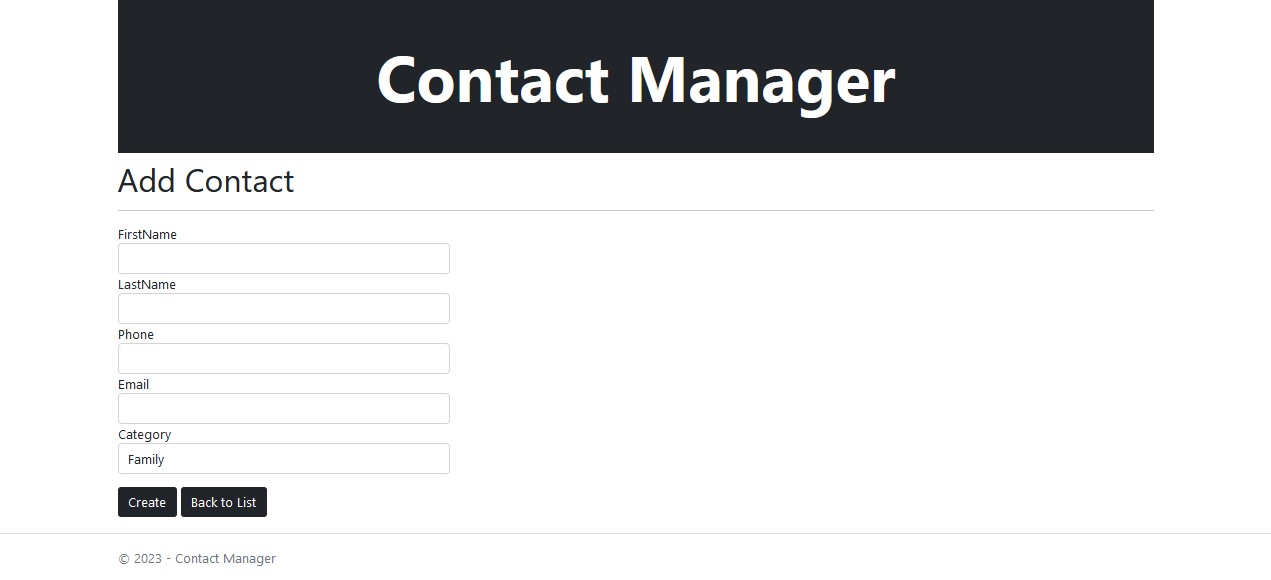 Contact Manager
Add Contact
FirstName
LastName
Phone
Email
Category
Family
Create Back to List
© 2023 - Contact Manager